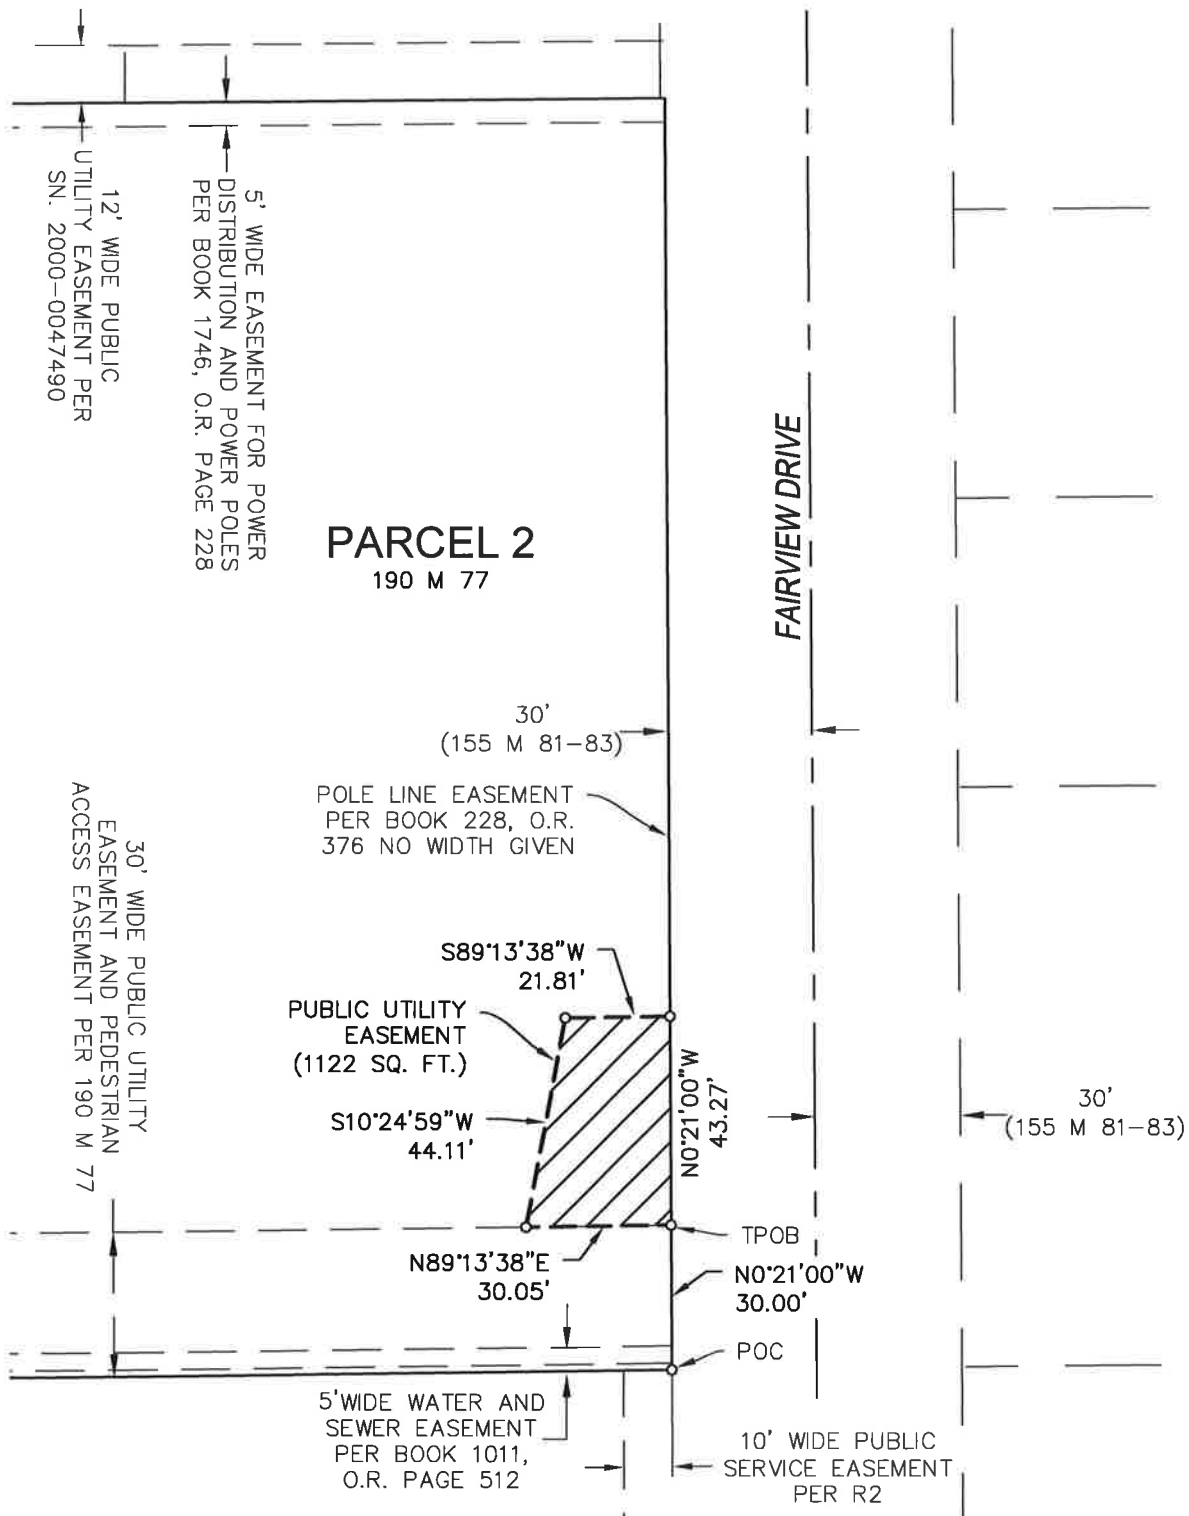 12' WIDE PUBLIC
UTILITY EASEMENT PER
SN. 2000-0047490
5' WIDE EASEMENT FOR POWER
DISTRIBUTION AND POWER POLES
PER BOOK 1746, O.R. PAGE 228
PARCEL 2
190 M 77
FAIRVIEW DRIVE
30'
(155 M 81-83)
POLE LINE EASEMENT
PER BOOK 228, O.R.
376 NO WIDTH GIVEN
30' WIDE PUBLIC UTILITY
EASEMENT AND PEDESTRIAN
ACCESS EASEMENT PER 190 M 77
S89°13'38"W
21.81'
PUBLIC UTILITY
EASEMENT
(1122 SQ. FT.)
S10°24'59"W
44.11'
N0°21'00"W
43.27'
30'
(155 M 81-83)
TPOB
N89°13'38"E
30.05'
N0°21'00"W
30.00'
POC
5'WIDE WATER AND
SEWER EASEMENT
PER BOOK 1011,
O.R. PAGE 512
10' WIDE PUBLIC
SERVICE EASEMENT
PER R2